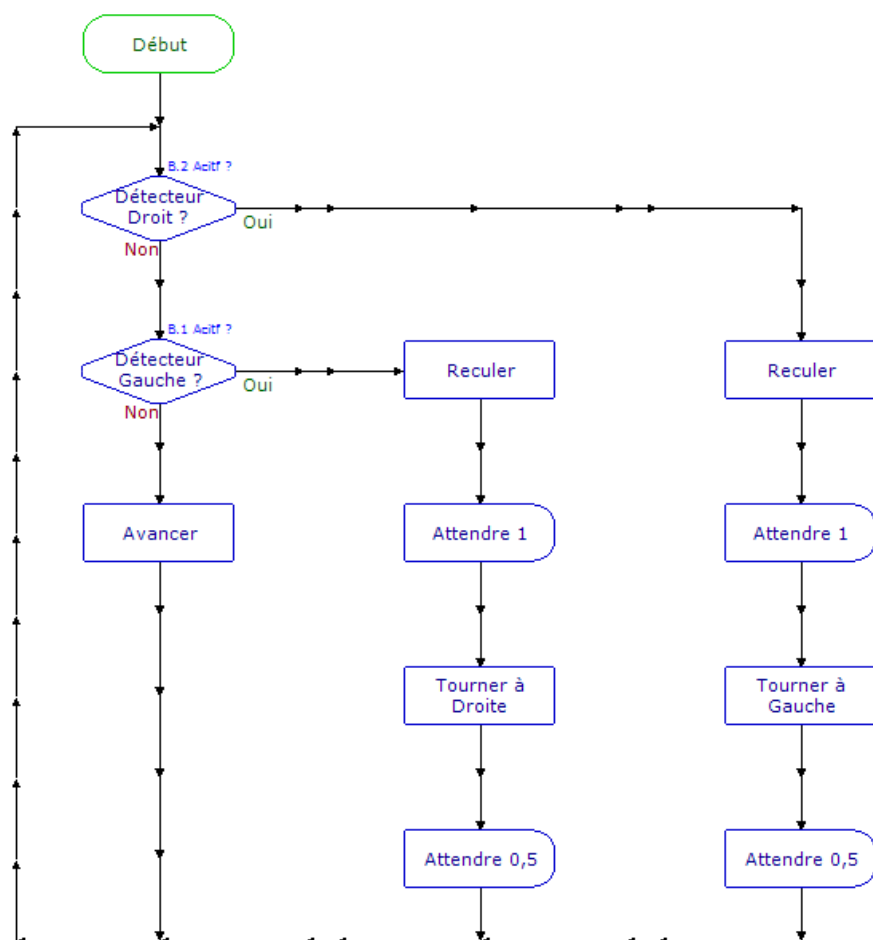 Début
B.2 Acitf ?
Détecteur
Droit ?
Oui
Non
B.1 Acitf ?
Détecteur
Gauche ?
Oui
Non
Reculer
Reculer
Avancer
Attendre 1
Attendre 1
Tourner à
Droite
Tourner à
Gauche
Attendre 0,5
Attendre 0,5